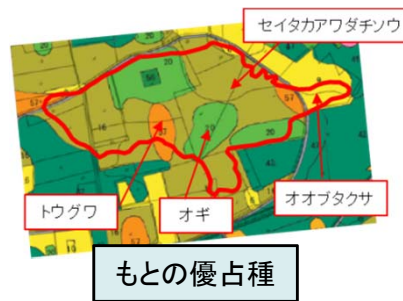 セイタカアワダチソウ
トウグワ
オギ
オオブタクサ
もとの優占種